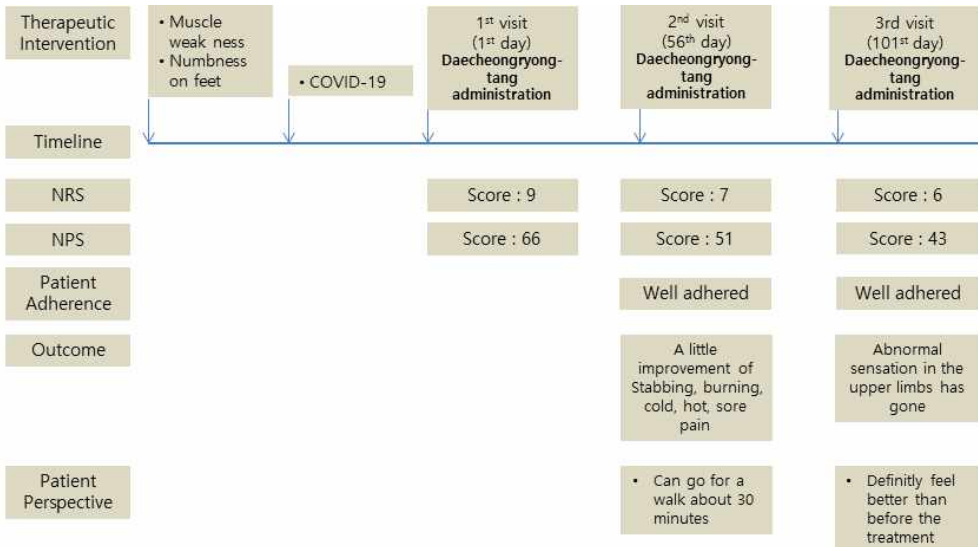 Therapeutic
Intervention
• Muscle
weak ness
• Numbness
on feet
• COVID-19
1st visit
(1st day)
Daecheongryong-
tang
administration
2nd visit
(56th day)
Daecheongryong-
tang
administration
3rd visit
(101st day)
Daecheongryong-
tang
administration
Timeline
NRS
Score : 9
Score : 7
Score : 6
NPS
Score : 66
Score : 51
Score : 43
Patient
Adherence
Well adhered
Well adhered
Outcome
A little
improvement of
Stabbing, burning,
cold, hot, sore
pain
Abnormal
sensation in the
upper limbs has
gone
Patient
Perspective
• Can go for a
walk about 30
minutes
• Definitly feel
better than
before the
treatment